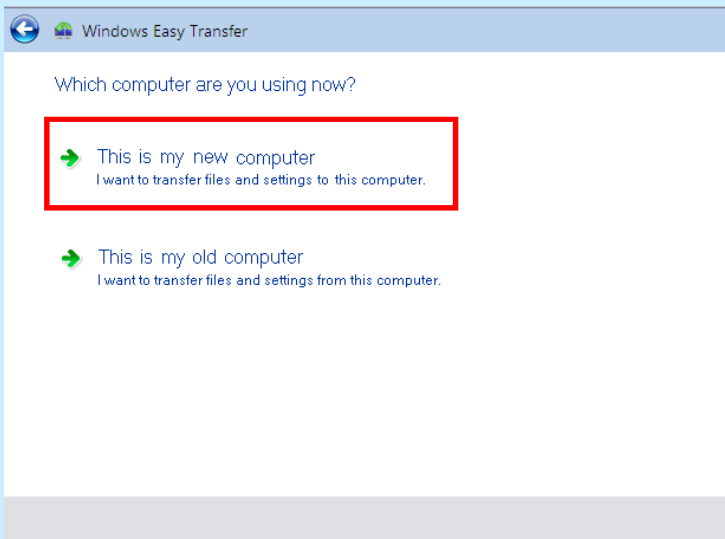 Windows Easy Transfer
Which computer are you using now?
This is my new computer
I want to transfer files and settings to this computer.
This is my old computer
I want to transfer files and settings from this computer.